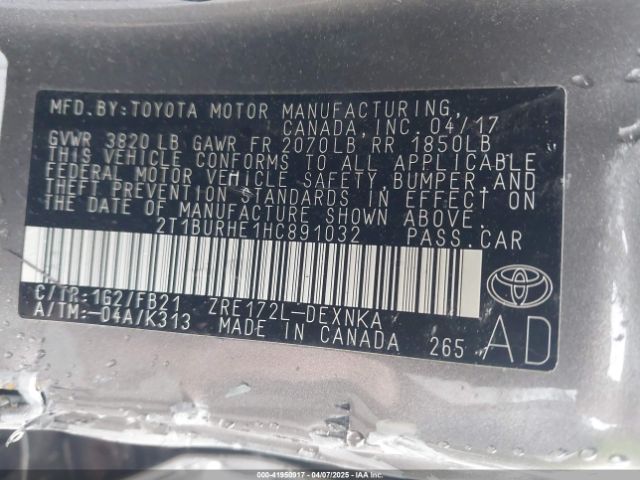 MFD. BY: TOYOTA MOTOR MANUFACTURING,
CANADA, INC. 04/17
GVWR 3820 LB GAWR FR 2070LB RR 1850LB
THIS VEHICLE CONFORMS TO ALL APPLICABLE
FEDERAL MOTOR VEHICLE SAFETY, BUMPER, AND
THEFT PREVENTION STANDARDS IN EFFECT ON
THE DATE OF MANUFACTURE SHOWN ABOVE.
2T1BURHE1HC891032 PASS. CAR
C/TR: 1G2/FB21 ZRE172L-DEXNKA
A/TM: -04A/K313 MADE IN CANADA 265
AD
000-41950917 - 04/07/2025 - IAAI.COM